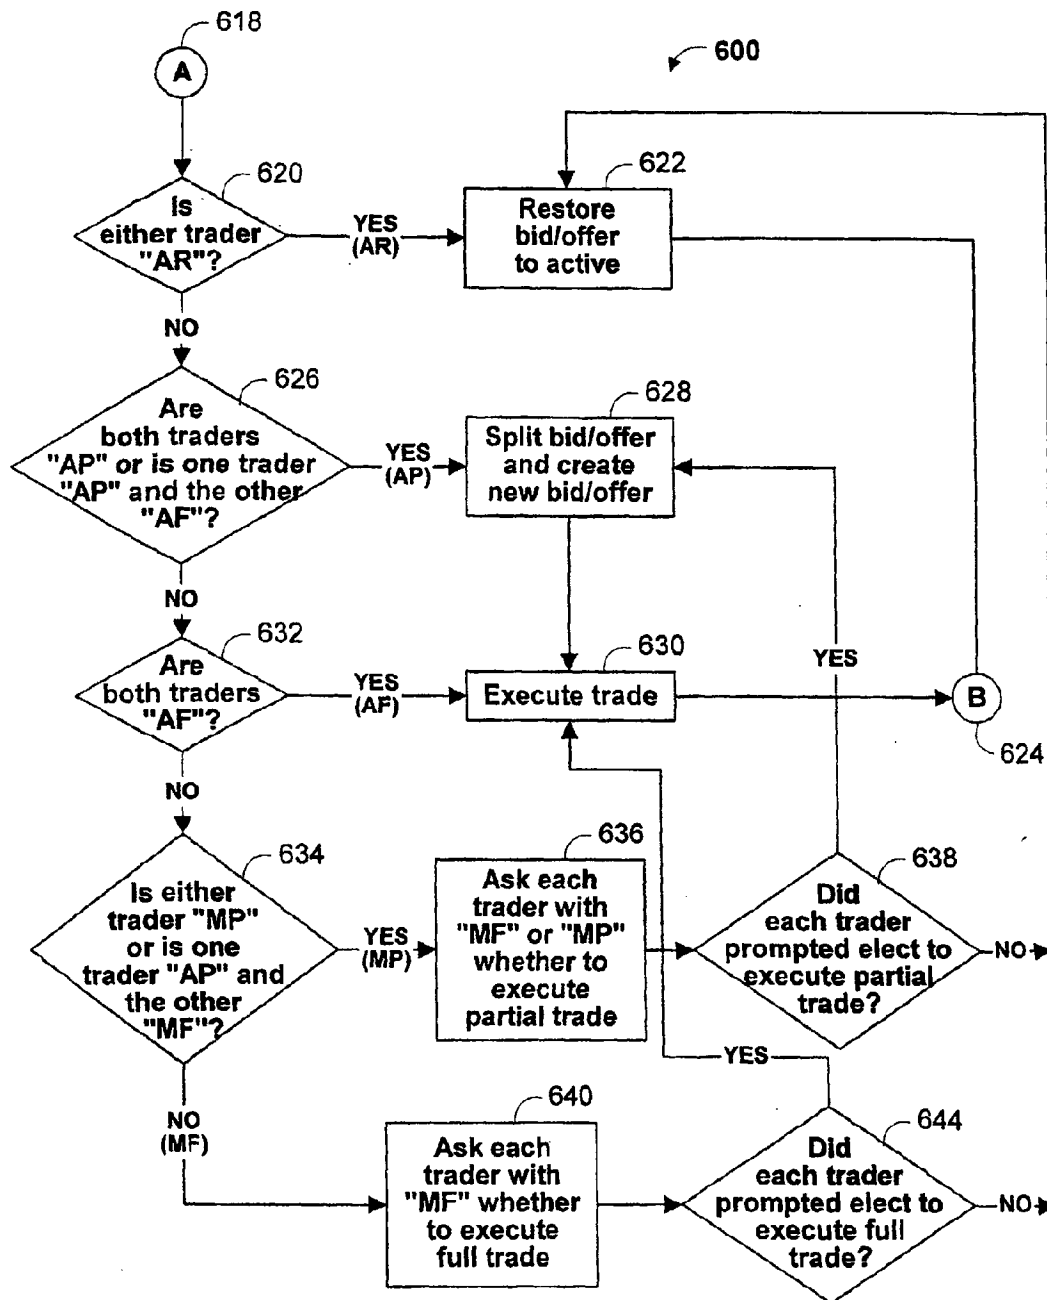 618
A
600
620
Is
either trader
"AR"?
YES
(AR)
622
Restore
bid/offer
to active
NO
626
Are
both traders
"AP" or is one trader
"AP" and the other
"AF"?
YES
(AP)
628
Split bid/offer
and create
new bid/offer
NO
632
Are
both traders
"AF"?
YES
(AF)
630
Execute trade
YES
B
624
NO
634
Is either
trader "MP"
or is one
trader "AP" and
the other
"MF"?
YES
(MP)
636
Ask each
trader with
"MF" or "MP"
whether to
execute
partial trade
638
Did
each trader
prompted elect to
execute partial
trade?
NO
YES
NO
(MF)
640
Ask each
trader with
"MF" whether
to execute
full trade
644
Did
each trader
prompted elect to
execute full
trade?
NO